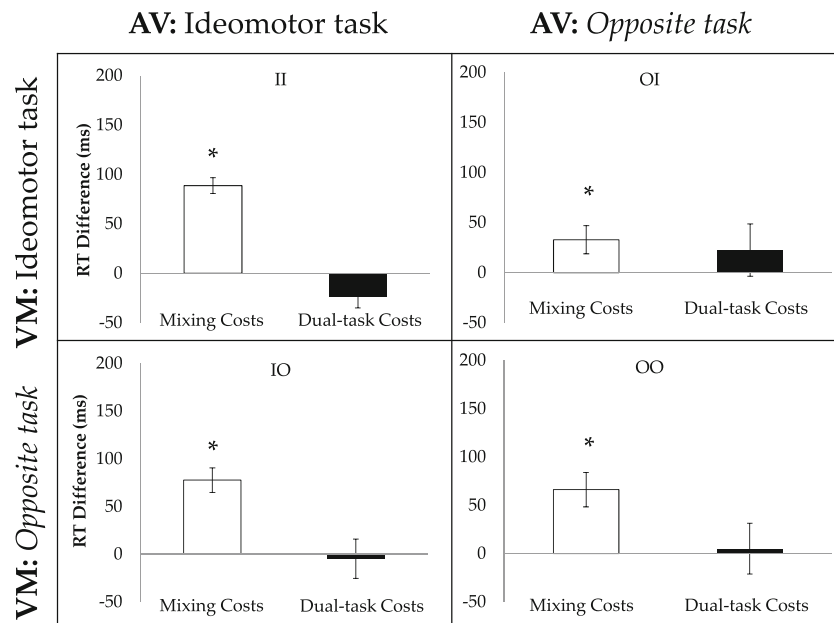 AV: Ideomotor task
AV: Opposite task
VM: Ideomotor task
II
RT Difference (ms)
200
150
100
50
0
-50
*
Mixing Costs
Dual-task Costs
OI
200
150
100
50
0
-50
*
Mixing Costs
Dual-task Costs
VM: Opposite task
IO
RT Difference (ms)
200
150
100
50
0
-50
*
Mixing Costs
Dual-task Costs
OO
200
150
100
50
0
-50
*
Mixing Costs
Dual-task Costs